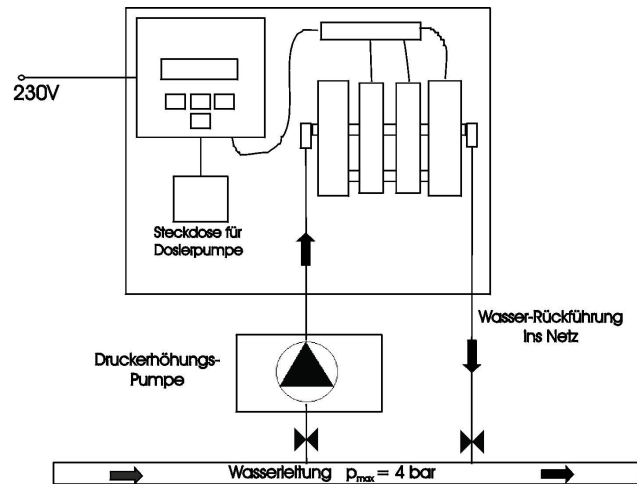 230V
Steckdose für
Dosierpumpe
Wasser-Rückführung
ins Netz
Druckerhöhungs-
Pumpe
Wasserleitung pmax = 4 bar